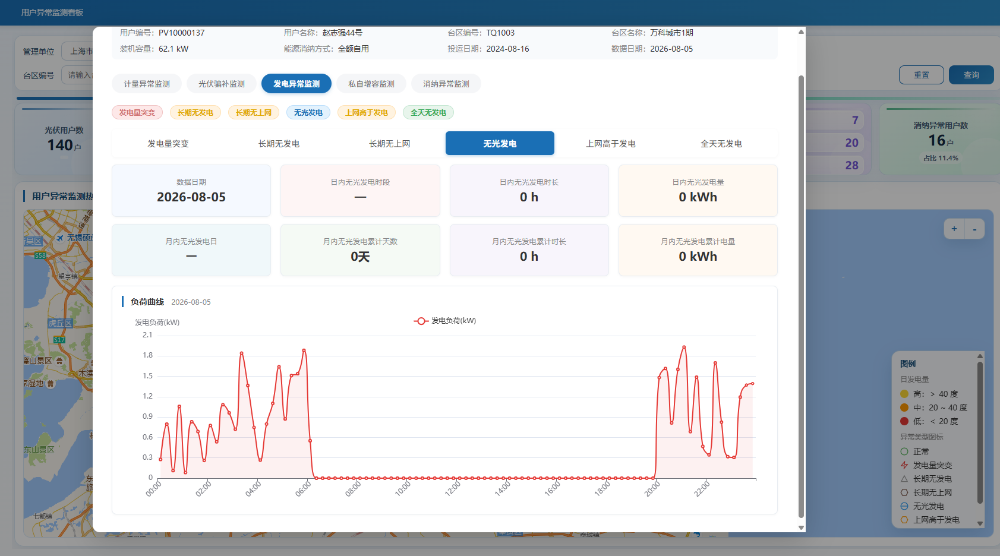 用户异常监测看板
用户编号: PV10000137
用户名称: 赵志强44号
台区编号: TQ1003
台区名称: 万科城市1期
装机容量: 62.1 kW
能源消纳方式: 全额自用
投运日期: 2024-08-16
数据日期: 2026-08-05
管理单位
上海市
台区编号
请输入
重置
查询
计量异常监测
光伏骗补监测
发电异常监测
私自增容监测
消纳异常监测
发电量突变
长期无发电
长期无上网
无光发电
上网高于发电
全天无发电
光伏用户数
140户
7
20
28
消纳异常用户数
16户
占比 11.4%
发电量突变
长期无发电
长期无上网
无光发电
上网高于发电
全天无发电
数据日期
2026-08-05
日内无光发电时段
—
日内无光发电时长
0 h
日内无光发电量
0 kWh
月内无光发电日
—
月内无光发电累计天数
0天
月内无光发电累计时长
0 h
月内无光发电累计电量
0 kWh
用户异常监测热
+
-
S58
望亭镇
虎丘区
S17
东山景区
七都镇
负荷曲线 2026-08-05
发电负荷(kW)
发电负荷(kW)
2.1
1.8
1.5
1.2
0.9
0.6
0.3
0
00:00
02:00
04:00
06:00
08:00
10:00
12:00
14:00
16:00
18:00
20:00
22:00
图例
日发电量
高: > 40 度
中: 20 ~ 40 度
低: < 20 度
异常类型图标
正常
发电量突变
长期无发电
长期无上网
无光发电
上网高于发电